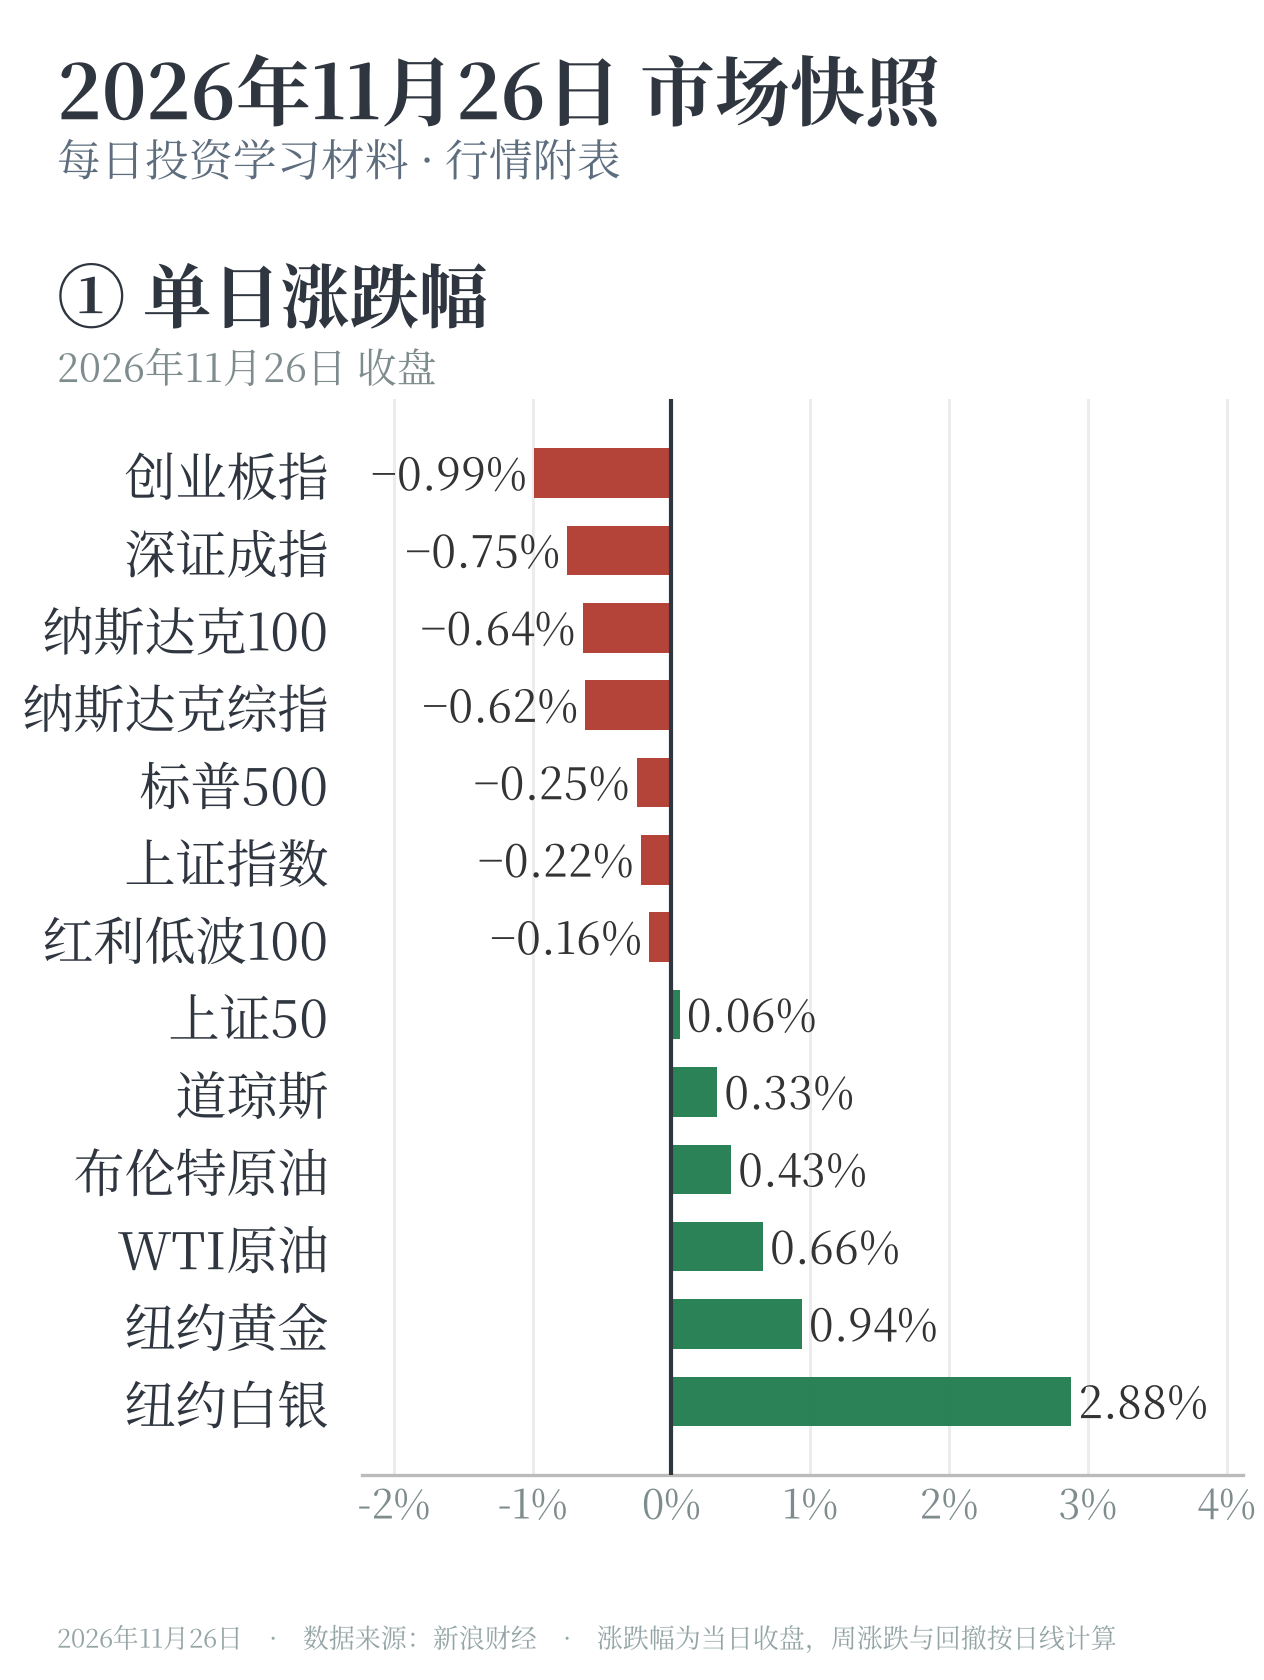 2026年11月26日 市场快照
每日投资学习材料 · 行情附表
① 单日涨跌幅
2026年11月26日 收盘
创业板指 −0.99%
深证成指 −0.75%
纳斯达克100 −0.64%
纳斯达克综指 −0.62%
标普500 −0.25%
上证指数 −0.22%
红利低波100 −0.16%
上证50 0.06%
道琼斯 0.33%
布伦特原油 0.43%
WTI原油 0.66%
纽约黄金 0.94%
纽约白银 2.88%
-2% -1% 0% 1% 2% 3% 4%
2026年11月26日 · 数据来源：新浪财经 · 涨跌幅为当日收盘，周涨跌与回撤按日线计算